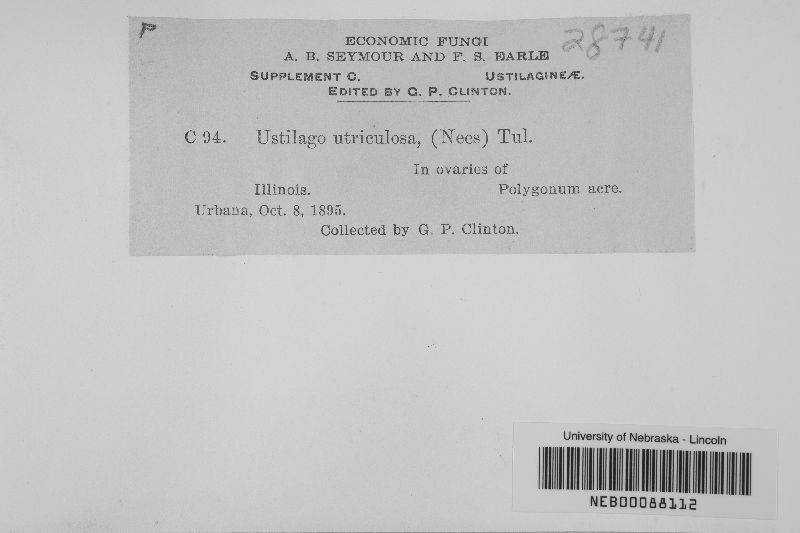 P
28741
ECONOMIC FUNGI
A. B. SEYMOUR AND F. S. EARLE
SUPPLEMENT C. USTILAGINEÆ.
EDITED BY G. P. CLINTON.
C 94. Ustilago utriculosa, (Nees) Tul.
In ovaries of
Illinois. Polygonum acre.
Urbana, Oct. 8, 1895.
Collected by G. P. Clinton.
University of Nebraska - Lincoln
NEB00088112